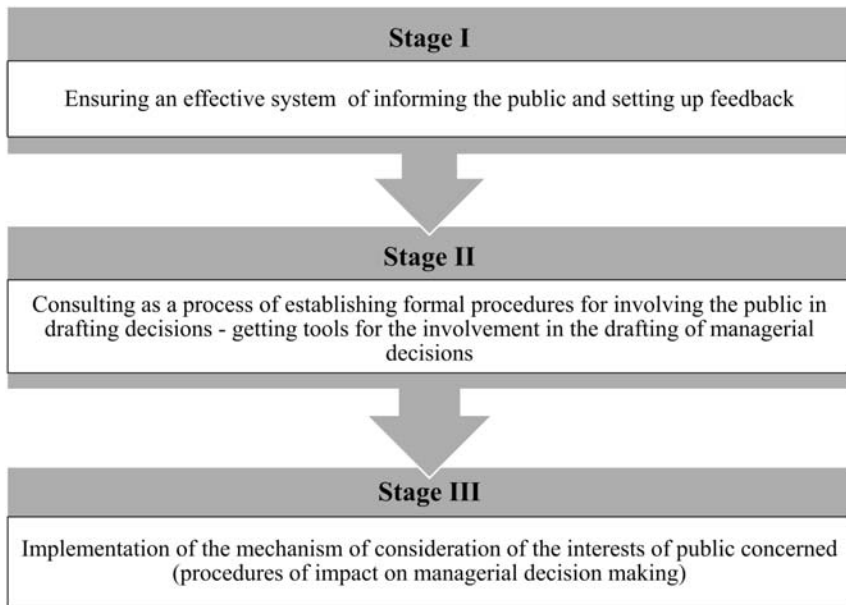 Stage I
Ensuring an effective system of informing the public and setting up feedback
Stage II
Consulting as a process of establishing formal procedures for involving the public in
drafting decisions - getting tools for the involvement in the drafting of managerial
decisions
Stage III
Implementation of the mechanism of consideration of the interests of public concerned
(procedures of impact on managerial decision making)